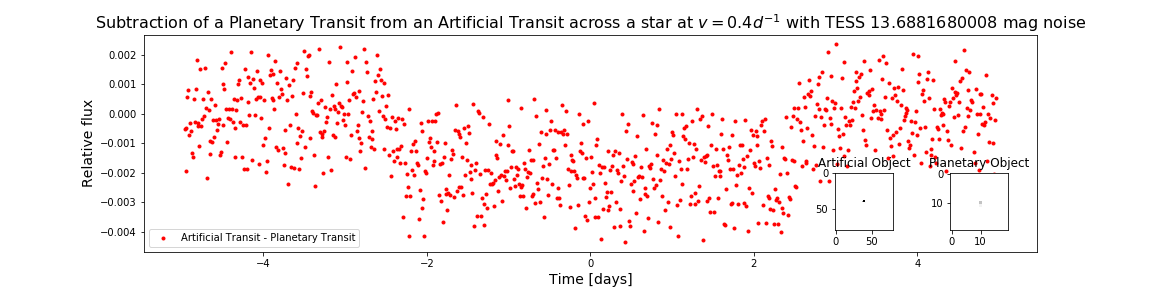 Subtraction of a Planetary Transit from an Artificial Transit across a star at v = 0.4d⁻¹ with TESS 13.6881680008 mag noise
Relative flux
0.002
0.001
0.000
−0.001
−0.002
−0.003
−0.004
Artificial Transit - Planetary Transit
Artificial Object
0
50
0 50
Planetary Object
0
10
0 10
−4 −2 0 2 4
Time [days]